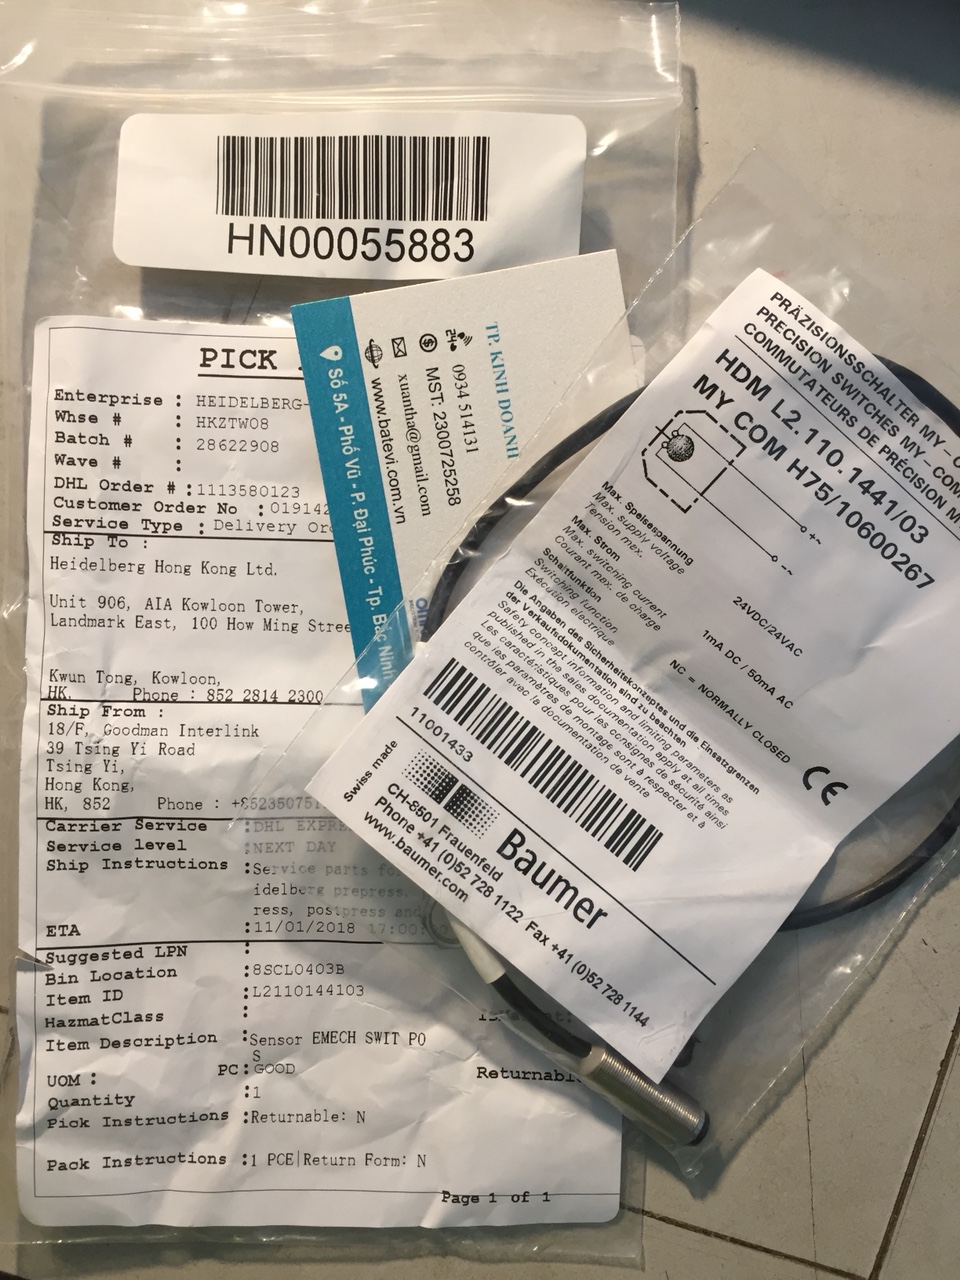 HN00055883
PICK
Enterprise : HEIDELBERG-
Whse # : HKZTW08
Batch # : 28622908
Wave # :
DHL Order # :1113580123
Customer Order No : 019142
Service Type : Delivery Or
Ship To :
Heidelberg Hong Kong Ltd.
Unit 906, AIA Kowloon Tower,
Landmark East, 100 How Ming Stree
Kwun Tong, Kowloon,
HK. Phone : 852 2814 2300
Ship From :
18/F, Goodman Interlink
39 Tsing Yi Road
Tsing Yi,
Hong Kong,
HK, 852 Phone : +852350751
Carrier Service :DHL EXPRE
Service level :NEXT DAY
Ship Instructions :Service parts fo
idelberg prepress,
ress, postpress and
ETA :11/01/2018 17:00:
Suggested LPN :
Bin Location :8SCL0403B
Item ID :L2110144103
HazmatClass :
Item Description :Sensor EMECH SWIT PO
S
UOM : PC:GOOD
Returnabl
Quantity :1
Pick Instructions :Returnable: N
Pack Instructions :1 PCE|Return Form: N
Page 1 of 1
TP. KINH DOANH
24
0934 514131
MST: 2300725258
xuantha@gmail.com
www.batevi.com.vn
Số 5A - Phố Vũ - P. Đại Phúc - Tp. Bắc Ninh
PRÄZISIONSSCHALTER MY - C
PRECISION SWITCHES MY - COM
COMMUTATEURS DE PRÉCISION M
HDM L2.110.1441/03
MY COM H75/10600267
Max. Speisespannung
Max. supply voltage
Tension max.
24VDC/24VAC
Max. Strom
Max. switching current
Courant max. de charge
1mA DC / 50mA AC
Schaltfunktion
Switching function
Exécution électrique
NC = NORMALLY CLOSED
Die Angaben des Sicherheitskonzeptes und die Einsatzgrenzen
der Verkaufsdokumentation sind zu beachten
Safety concept information and limiting parameters as
published in the sales documentation apply at all times
Les caractéristiques pour les consignes de sécurité ainsi
que les paramètres de montage sont à respecter et à
contrôler avec la documentation de vente
CE
11001433
Swiss made
Baumer
CH-8501 Frauenfeld
Phone +41 (0)52 728 1122 Fax +41 (0)52 728 1144
www.baumer.com